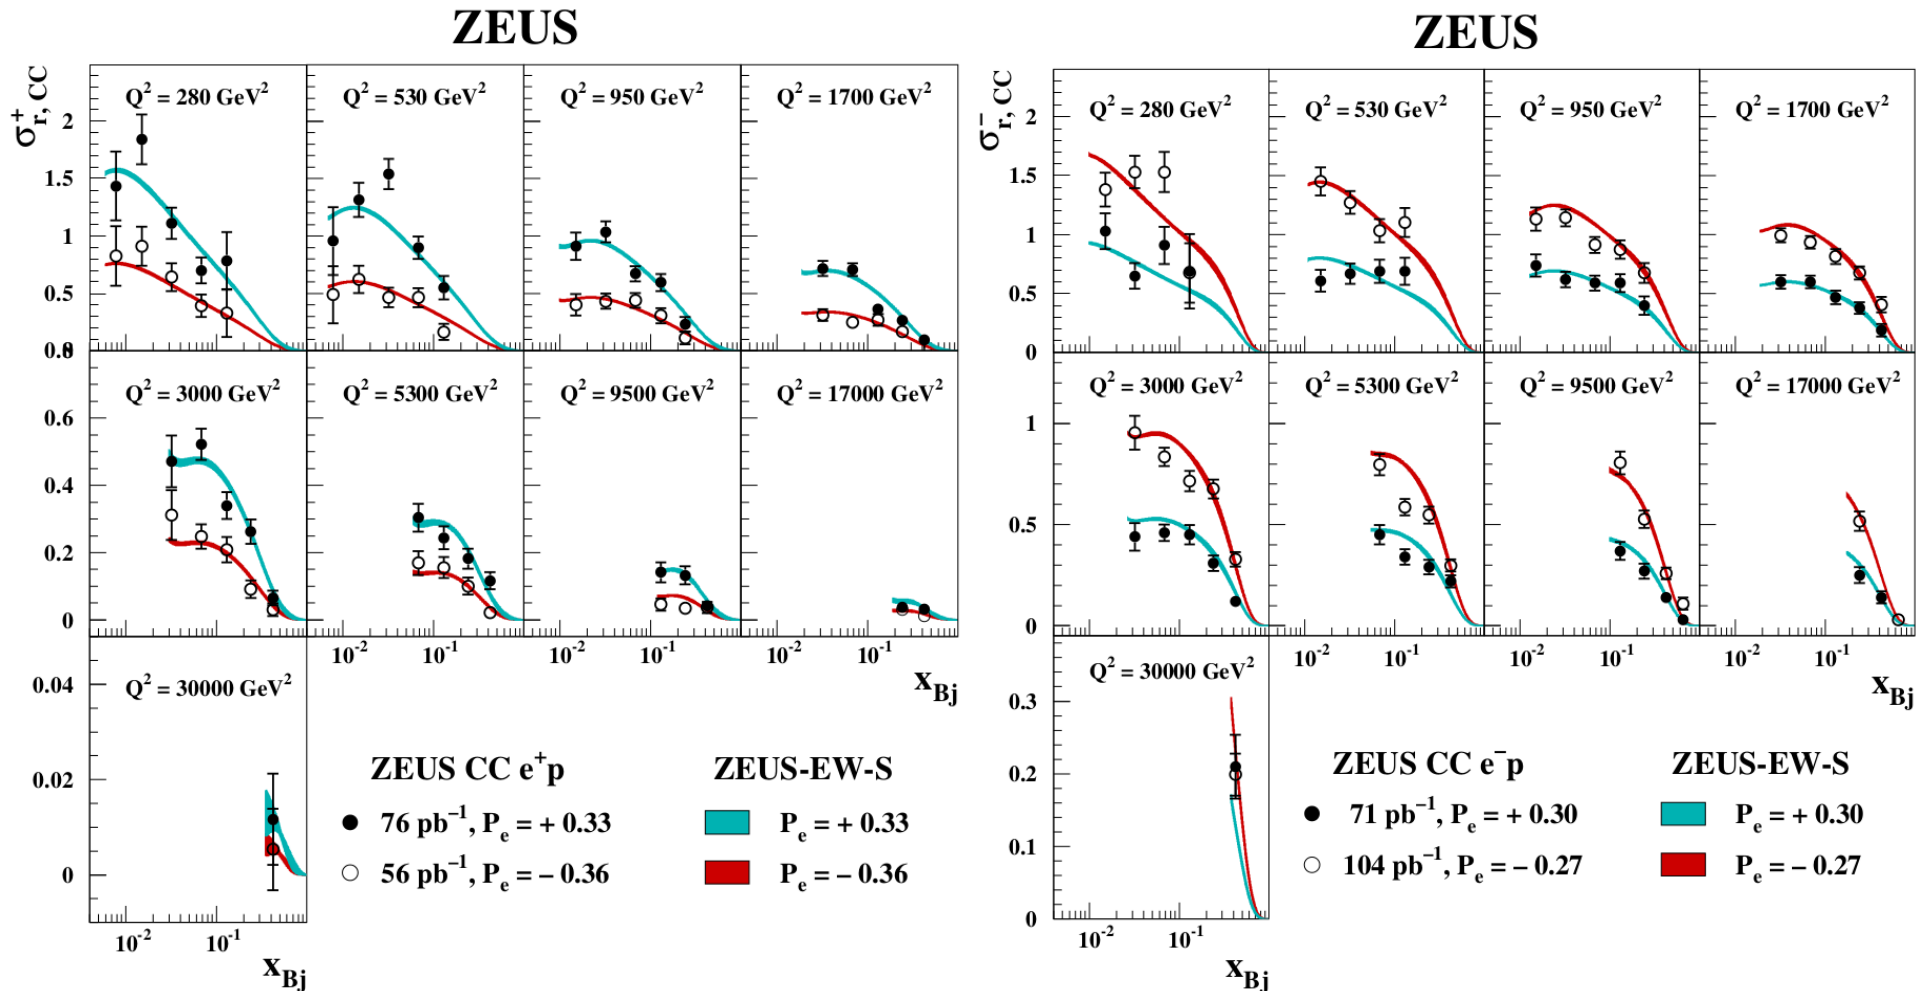 ZEUS
σ⁺r, CC
Q² = 280 GeV²
Q² = 530 GeV²
Q² = 950 GeV²
Q² = 1700 GeV²
2
1.5
1
0.5
Q² = 3000 GeV²
Q² = 5300 GeV²
Q² = 9500 GeV²
Q² = 17000 GeV²
0.6
0.4
0.2
0
10⁻² 10⁻¹ 10⁻² 10⁻¹ 10⁻² 10⁻¹
xBj
Q² = 30000 GeV²
0.04
0.02
0
10⁻² 10⁻¹
xBj
ZEUS CC e⁺p
76 pb⁻¹, Pe = + 0.33
56 pb⁻¹, Pe = − 0.36
ZEUS-EW-S
Pe = + 0.33
Pe = − 0.36
ZEUS
σ⁻r, CC
Q² = 280 GeV²
Q² = 530 GeV²
Q² = 950 GeV²
Q² = 1700 GeV²
2
1.5
1
0.5
0
Q² = 3000 GeV²
Q² = 5300 GeV²
Q² = 9500 GeV²
Q² = 17000 GeV²
1
0.5
0
10⁻² 10⁻¹ 10⁻² 10⁻¹ 10⁻² 10⁻¹
xBj
Q² = 30000 GeV²
0.3
0.2
0.1
0
10⁻² 10⁻¹
xBj
ZEUS CC e⁻p
71 pb⁻¹, Pe = + 0.30
104 pb⁻¹, Pe = − 0.27
ZEUS-EW-S
Pe = + 0.30
Pe = − 0.27